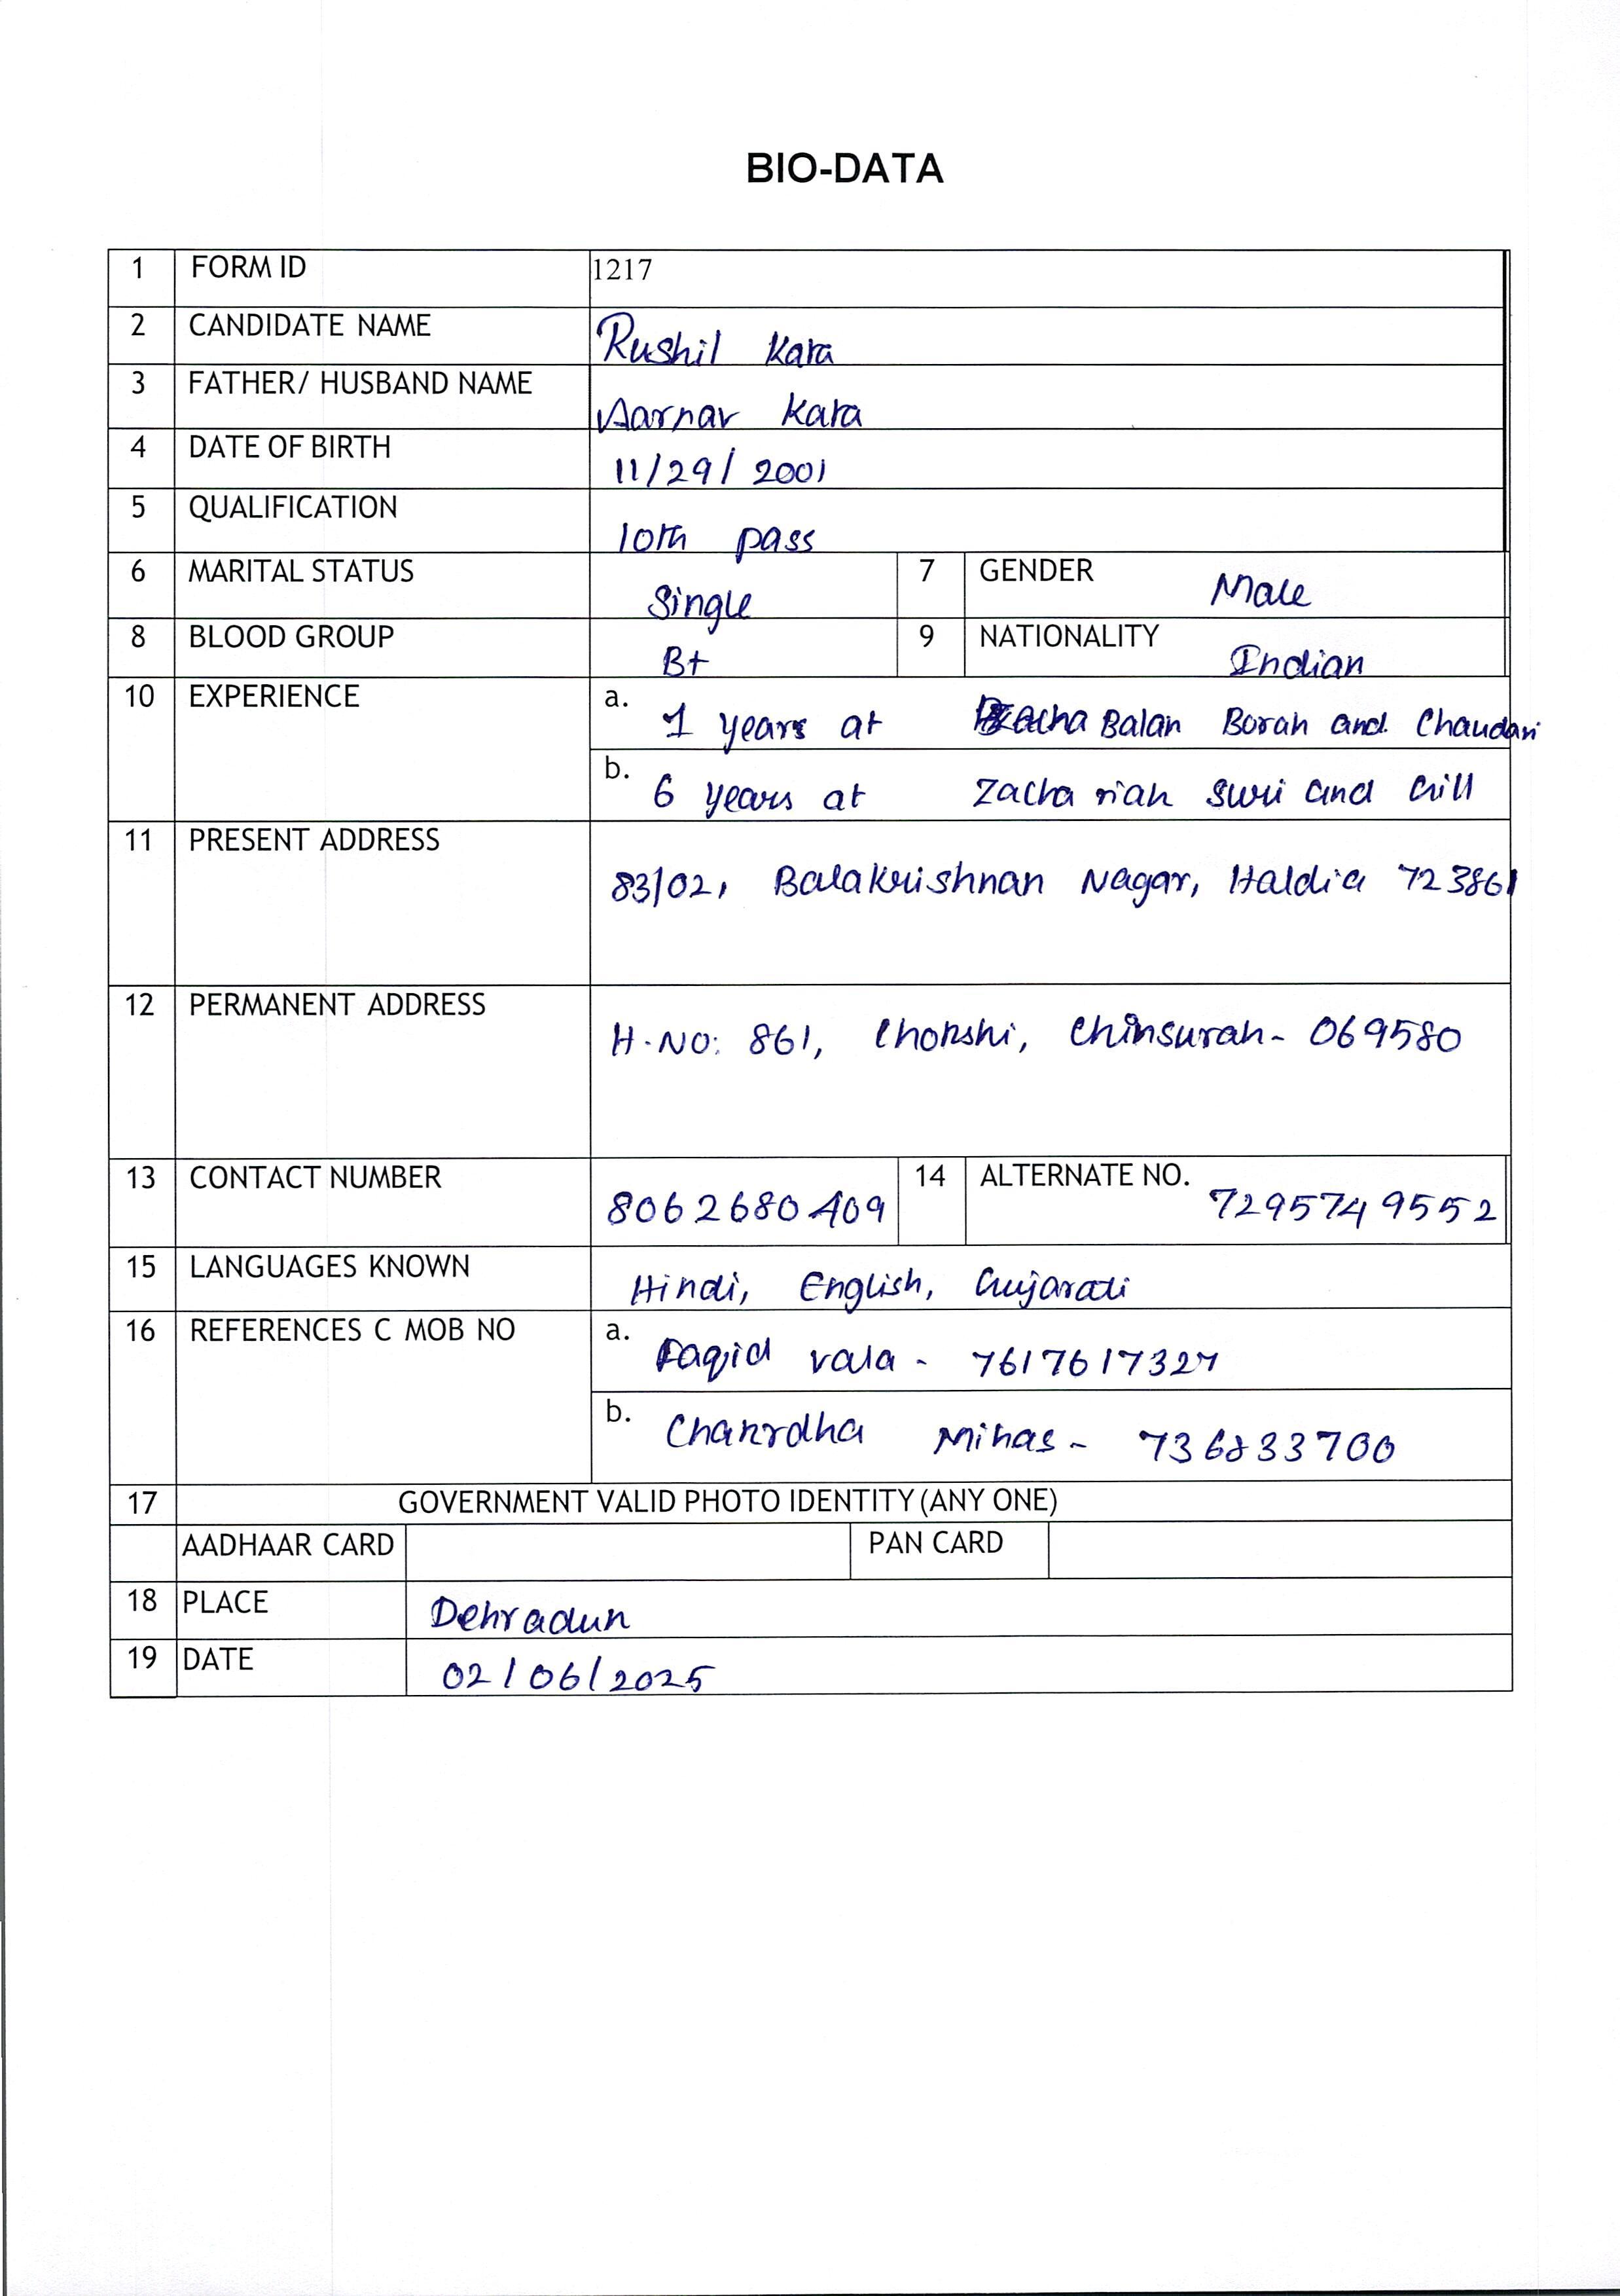 BIO-DATA
1 FORM ID 1217
2 CANDIDATE NAME Rushil Kara
3 FATHER/ HUSBAND NAME Aarnav Kara
4 DATE OF BIRTH 11/29/2001
5 QUALIFICATION 10th pass
6 MARITAL STATUS Single 7 GENDER Male
8 BLOOD GROUP B+ 9 NATIONALITY Indian
10 EXPERIENCE a. 1 years at Balan Borah and Chaudari
b. 6 years at Zachariah Suri and Gill
11 PRESENT ADDRESS 83/02, Balakrishnan Nagar, Haldia 723861
12 PERMANENT ADDRESS H.NO: 861, Chokshi, Chinsurah- 069580
13 CONTACT NUMBER 8062680409 14 ALTERNATE NO. 7295749552
15 LANGUAGES KNOWN Hindi, English, Gujarati
16 REFERENCES C MOB NO a. Faqid Vala - 7617617327
b. Mihas - 736833700
17 GOVERNMENT VALID PHOTO IDENTITY (ANY ONE)
AADHAAR CARD PAN CARD
18 PLACE Dehradun
19 DATE 02/06/2025